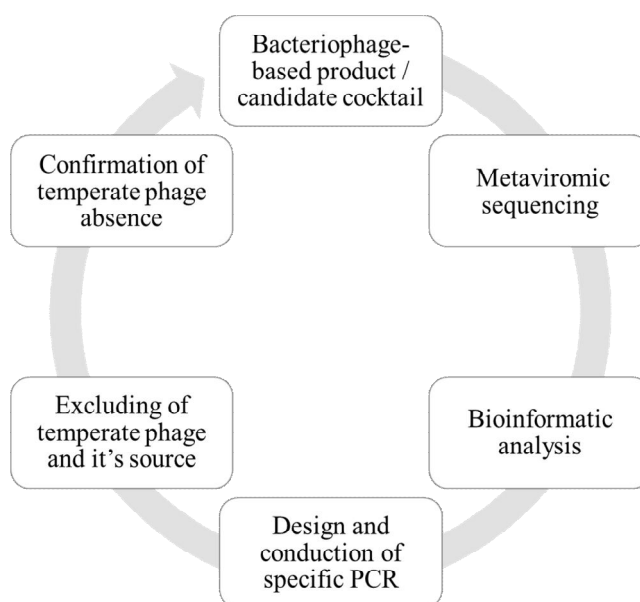 Bacteriophage-
based product /
candidate cocktail
Metaviromic
sequencing
Bioinformatic
analysis
Design and
conduction of
specific PCR
Excluding of
temperate phage
and it’s source
Confirmation of
temperate phage
absence